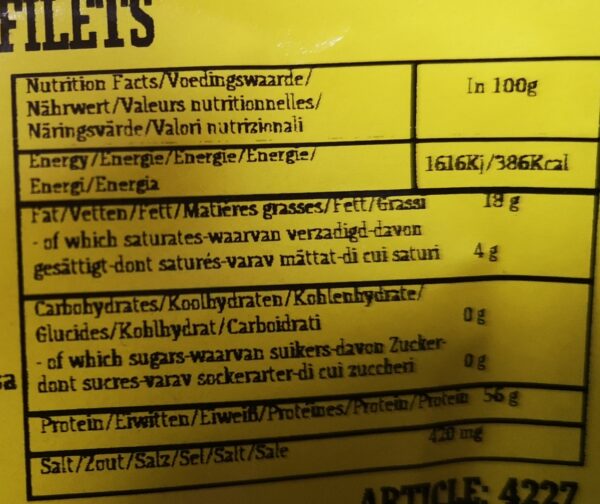 FILETS
Nutrition Facts/Voedingswaarde/
Nährwert/Valeurs nutritionnelles/
Näringsvärde/Valori nutrizionali
In 100g
Energy/Energie/Energie/Energie/
Energi/Energia
1616Kj/386Kcal
Fat/Vetten/Fett/Matières grasses/Fett/Grassi 18 g
- of which saturates-waarvan verzadigd-davon
gesättigt-dont saturés-varav mättat-di cui saturi 4 g
Carbohydrates/Koolhydraten/Kohlenhydrate/
Glucides/Kohlhydrat/Carboidrati 0 g
- of which sugars-waarvan suikers-davon Zucker-
dont sucres-varav sockerarter-di cui zuccheri 0 g
Protein/Eiwitten/Eiweiß/Protéines/Protein/Protein 56 g
Salt/Zout/Salz/Sel/Salt/Sale 420 mg
ARTICLE: 4227